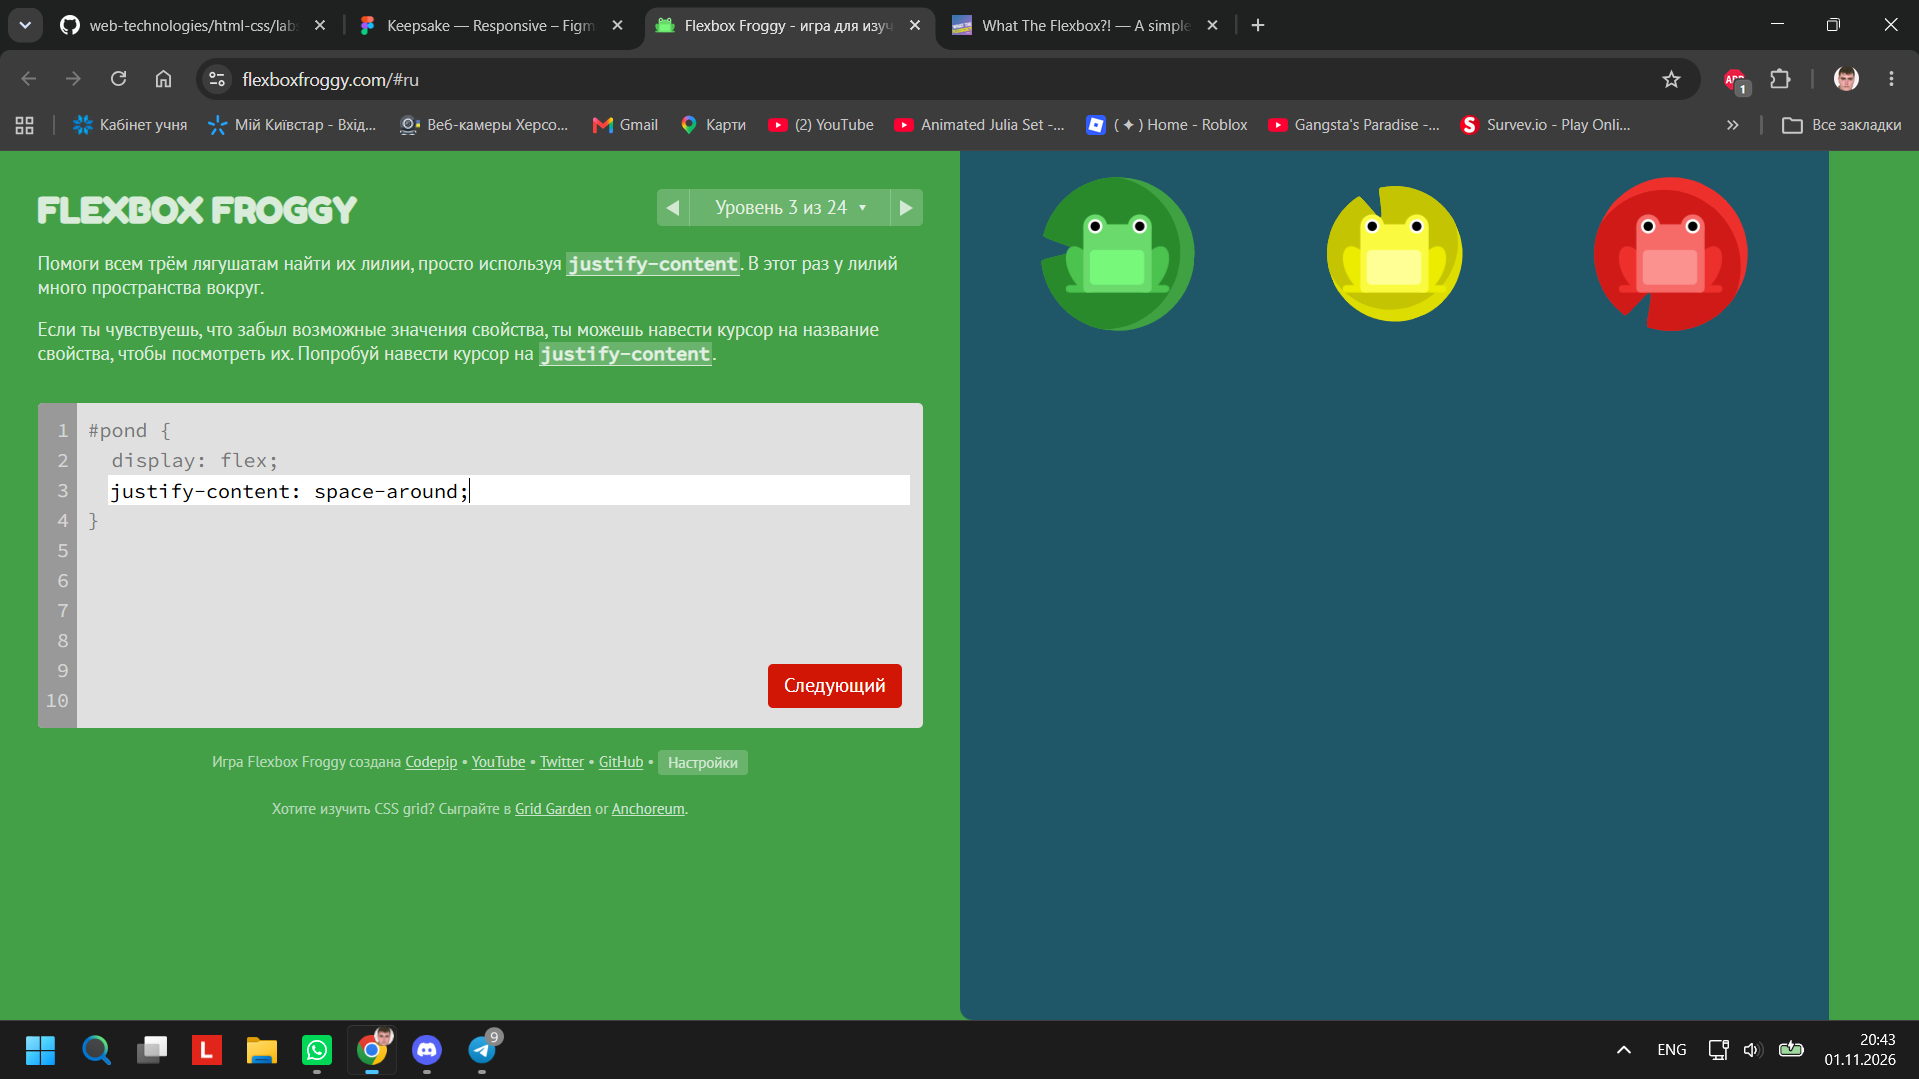 web-technologies/html-css/lab
Keepsake — Responsive – Figm
Flexbox Froggy - игра для изуч
What The Flexbox?! — A simple
flexboxfroggy.com/#ru
ABP
1
Кабінет учня
Мій Київстар - Вхід...
Веб-камеры Херсо...
Gmail
Карти
(2) YouTube
Animated Julia Set -...
( ✦ ) Home - Roblox
Gangsta's Paradise -...
Survev.io - Play Onli...
Все закладки
FLEXBOX FROGGY
Уровень 3 из 24
Помоги всем трём лягушатам найти их лилии, просто используя justify-content. В этот раз у лилий
много пространства вокруг.
Если ты чувствуешь, что забыл возможные значения свойства, ты можешь навести курсор на название
свойства, чтобы посмотреть их. Попробуй навести курсор на justify-content.
1 #pond {
2 display: flex;
3 justify-content: space-around;
4 }
5
6
7
8
9
10
Следующий
Игра Flexbox Froggy создана Codepip • YouTube • Twitter • GitHub • Настройки
Хотите изучить CSS grid? Сыграйте в Grid Garden or Anchoreum.
L
9
ENG
20:43
01.11.2026